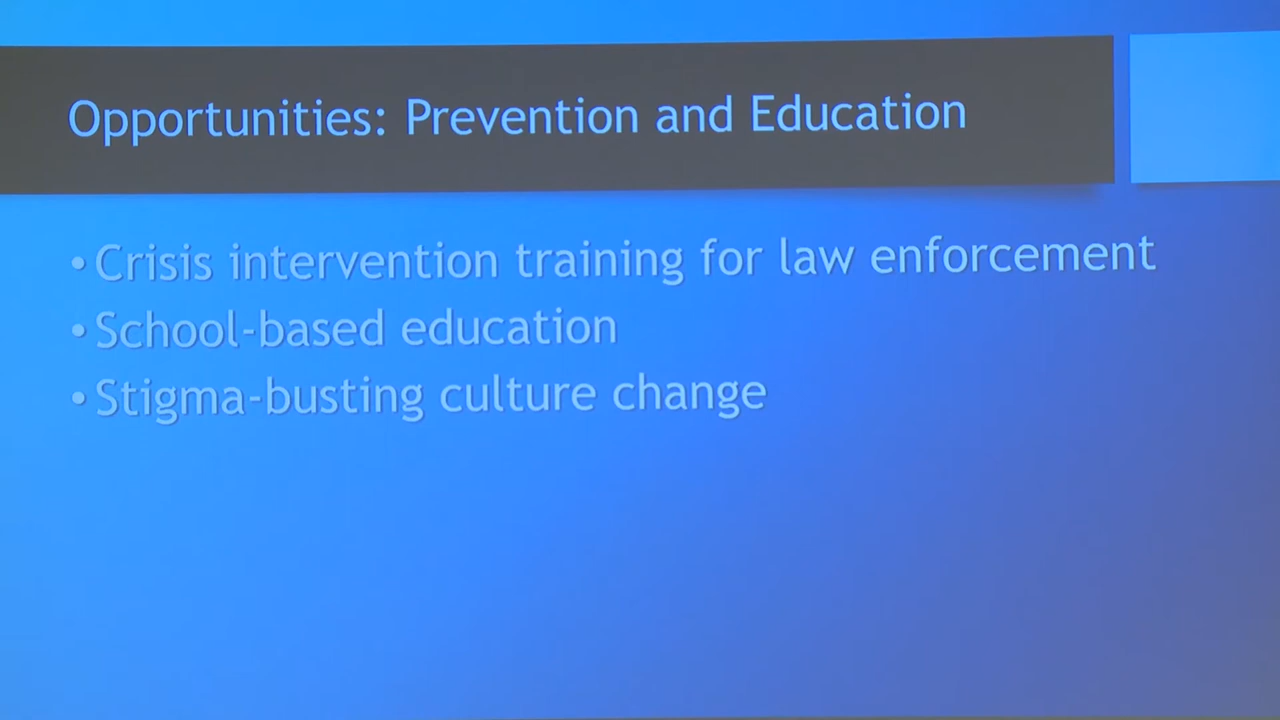 Opportunities: Prevention and Education
• Crisis intervention training for law enforcement
• School-based education
• Stigma-busting culture change